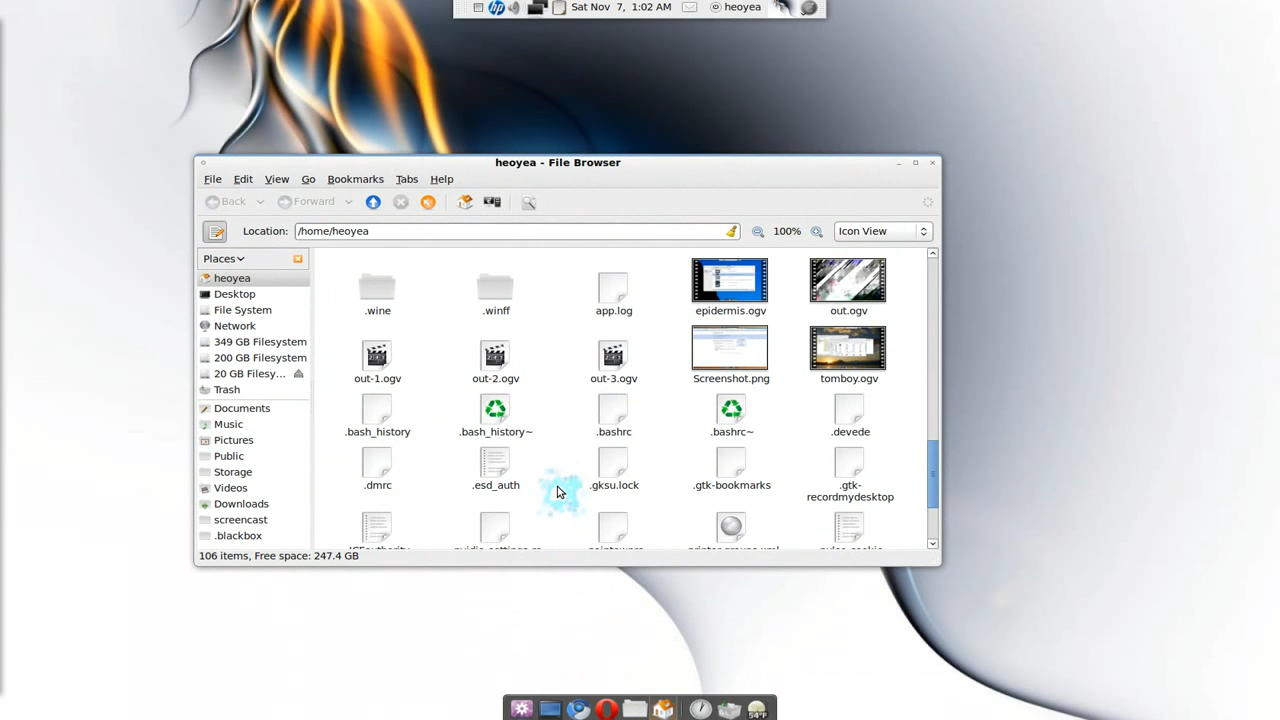 Sat Nov 7, 1:02 AM
heoyea
heoyea - File Browser
File Edit View Go Bookmarks Tabs Help
Back Forward
Location: /home/heoyea 100% Icon View
Places
heoyea
Desktop
File System
Network
349 GB Filesystem
200 GB Filesystem
20 GB Filesy...
Trash
Documents
Music
Pictures
Public
Storage
Videos
Downloads
screencast
.blackbox
.wine .winff app.log epidermis.ogv out.ogv
out-1.ogv out-2.ogv out-3.ogv Screenshot.png tomboy.ogv
.bash_history .bash_history~ .bashrc .bashrc~ .devede
.dmrc .esd_auth .gksu.lock .gtk-bookmarks .gtk-
recordmydesktop
106 items, Free space: 247.4 GB
54°F